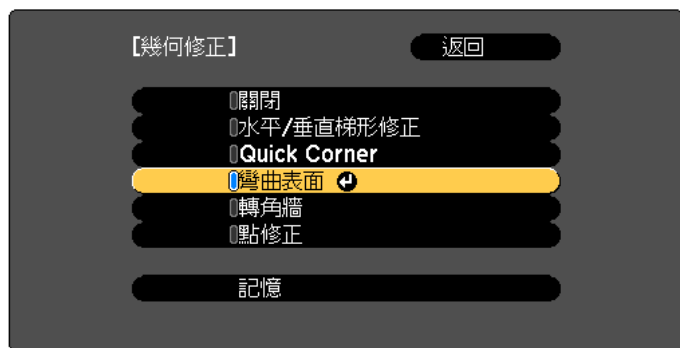 [幾何修正]
返回
關閉
水平/垂直梯形修正
Quick Corner
彎曲表面
轉角牆
點修正
記憶